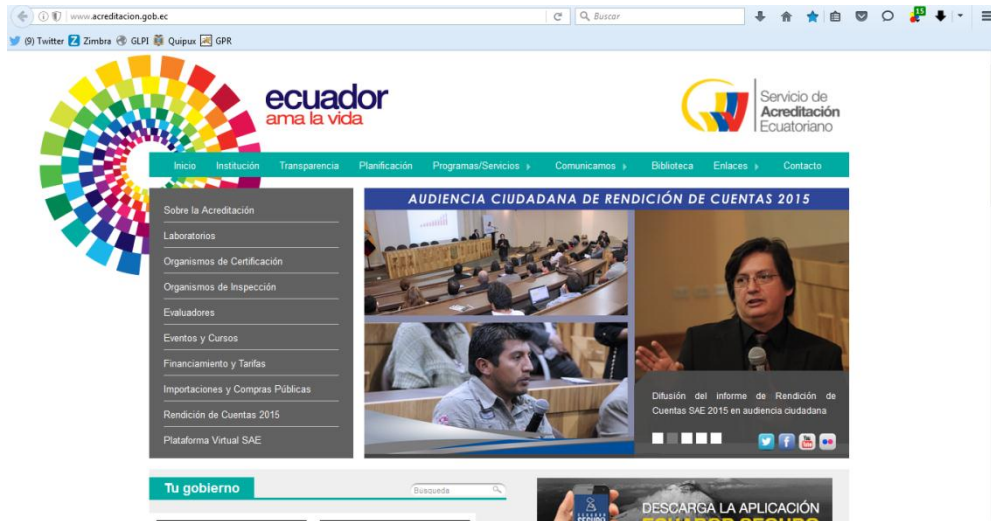 www.acreditacion.gob.ec
Buscar
15
(9) Twitter Zimbra GLPI Quipux GPR
ecuador
ama la vida
Servicio de
Acreditación
Ecuatoriano
Inicio Institución Transparencia Planificación Programas/Servicios Comunicamos Biblioteca Enlaces Contacto
Sobre la Acreditación
Laboratorios
Organismos de Certificación
Organismos de Inspección
Evaluadores
Eventos y Cursos
Financiamiento y Tarifas
Importaciones y Compras Públicas
Rendición de Cuentas 2015
Plataforma Virtual SAE
AUDIENCIA CIUDADANA DE RENDICIÓN DE CUENTAS 2015
Difusión del informe de Rendición de
Cuentas SAE 2015 en audiencia ciudadana
Tu gobierno
Búsqueda
DESCARGA LA APLICACIÓN
ECUADOR SEGURO